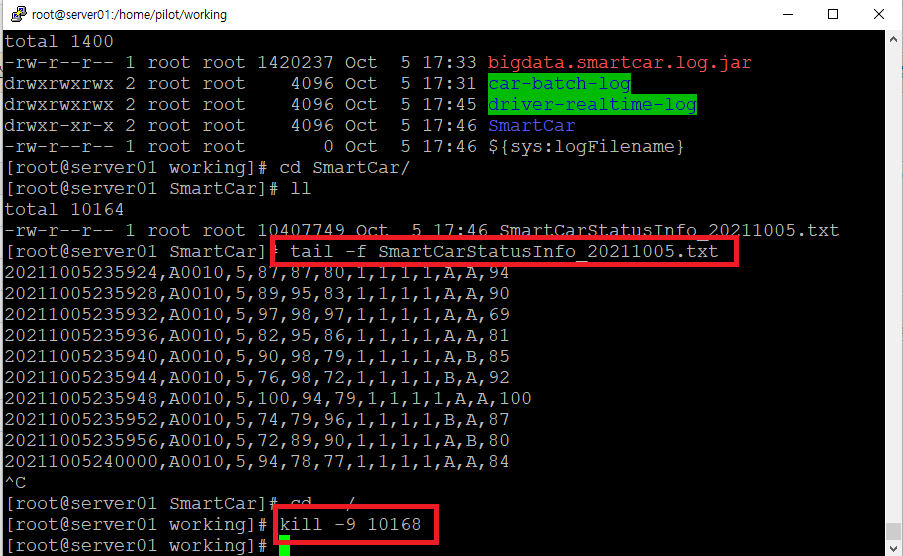 root@server01:/home/pilot/working
total 1400
-rw-r--r-- 1 root root 1420237 Oct  5 17:33 bigdata.smartcar.log.jar
drwxrwxrwx 2 root root    4096 Oct  5 17:31 car-batch-log
drwxrwxrwx 2 root root    4096 Oct  5 17:45 driver-realtime-log
drwxr-xr-x 2 root root    4096 Oct  5 17:46 SmartCar
-rw-r--r-- 1 root root       0 Oct  5 17:46 ${sys:logFilename}
[root@server01 working]# cd SmartCar/
[root@server01 SmartCar]# ll
total 10164
-rw-r--r-- 1 root root 10407749 Oct  5 17:46 SmartCarStatusInfo_20211005.txt
[root@server01 SmartCar]# tail -f SmartCarStatusInfo_20211005.txt
20211005235924,A0010,5,87,87,80,1,1,1,1,A,A,94
20211005235928,A0010,5,89,95,83,1,1,1,1,A,A,90
20211005235932,A0010,5,97,98,97,1,1,1,1,A,A,69
20211005235936,A0010,5,82,95,86,1,1,1,1,A,A,81
20211005235940,A0010,5,90,98,79,1,1,1,1,A,B,85
20211005235944,A0010,5,76,98,72,1,1,1,1,B,A,92
20211005235948,A0010,5,100,94,79,1,1,1,1,A,A,100
20211005235952,A0010,5,74,79,96,1,1,1,1,B,A,87
20211005235956,A0010,5,72,89,90,1,1,1,1,A,B,80
20211005240000,A0010,5,94,78,77,1,1,1,1,A,A,84
^C
[root@server01 SmartCar]# cd
[root@server01 working]# kill -9 10168
[root@server01 working]#